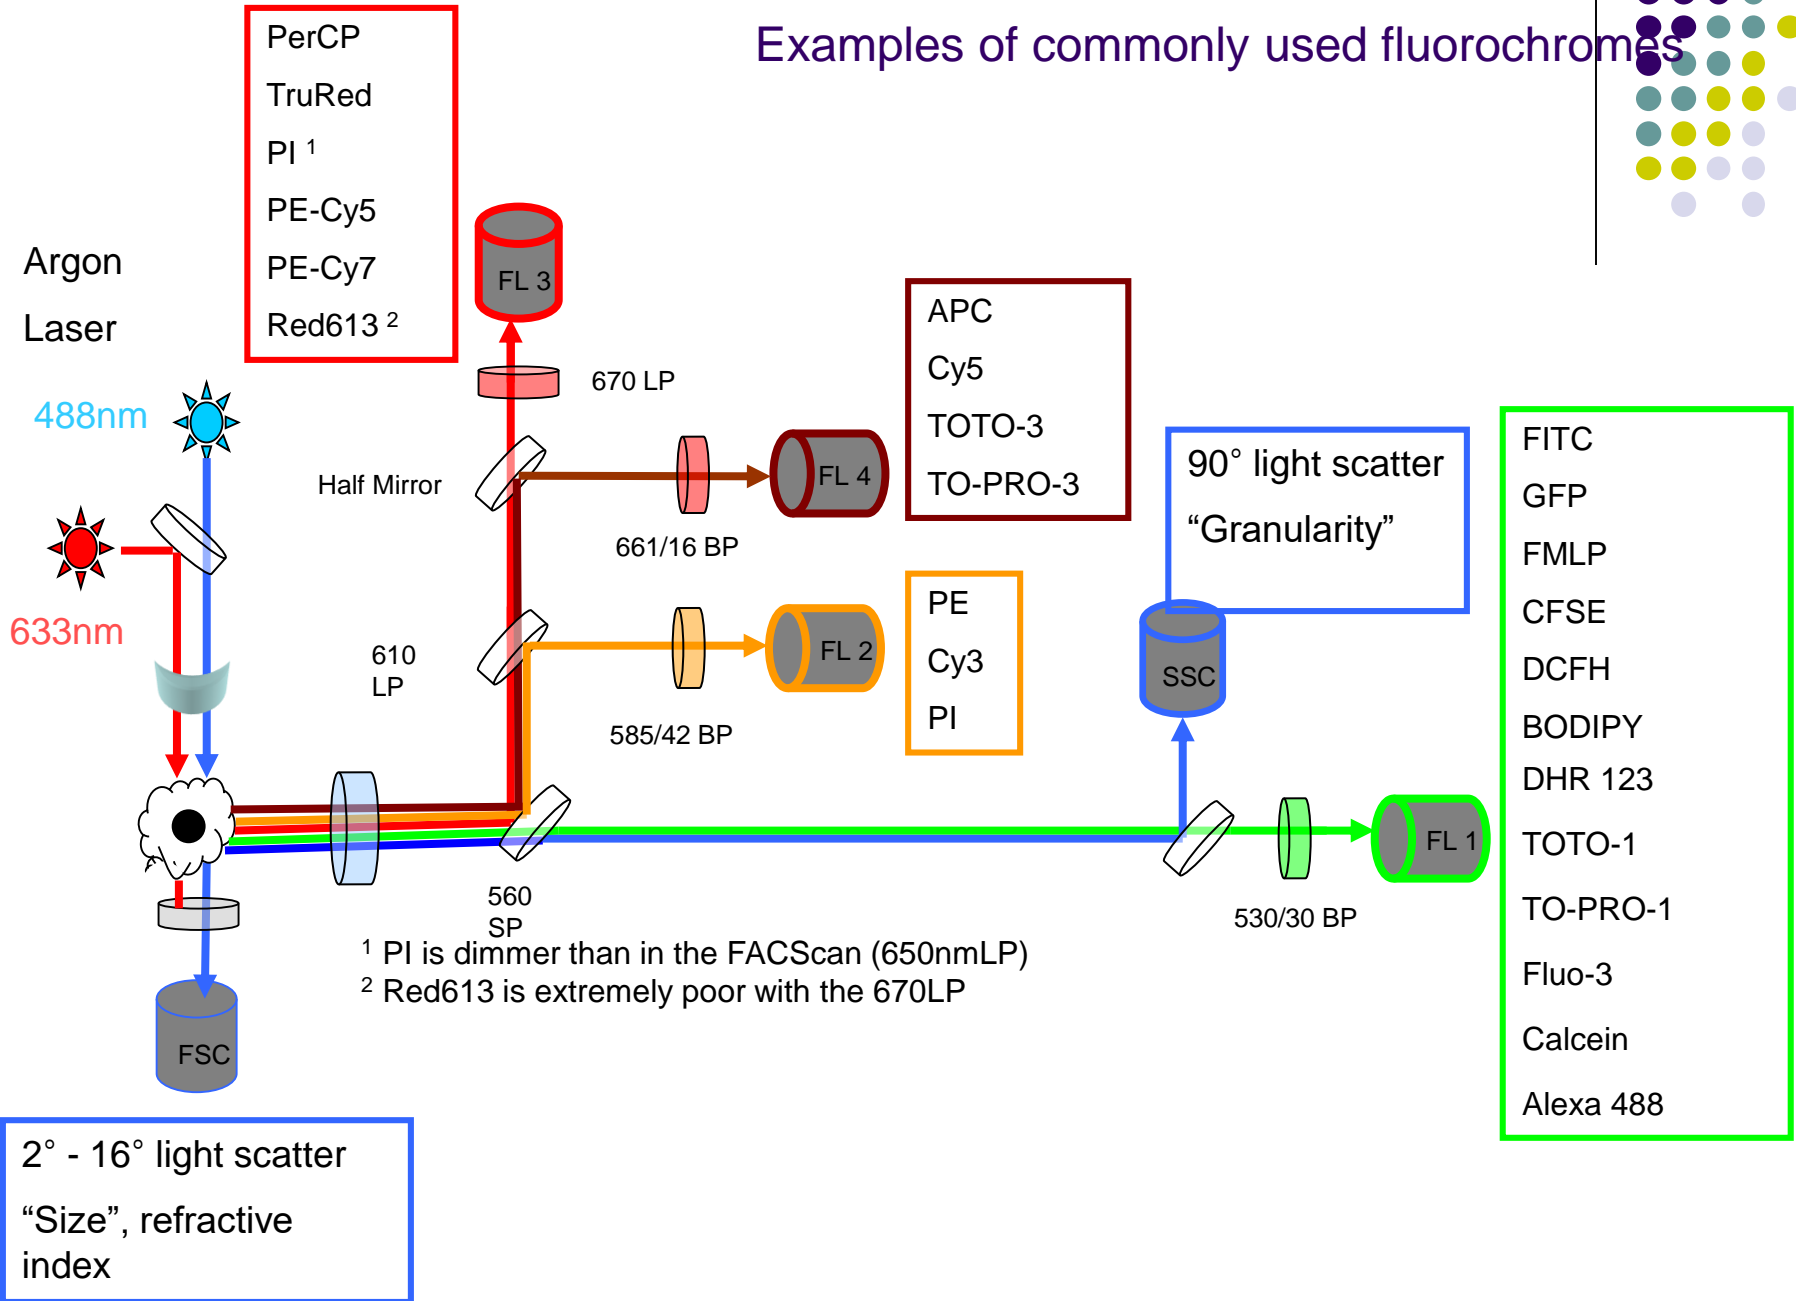 Examples of commonly used fluorochromes
PerCP
TruRed
PI 1
PE-Cy5
PE-Cy7
Red613 2
Argon
Laser
488nm
633nm
FL 3
670 LP
Half Mirror
FL 4
661/16 BP
APC
Cy5
TOTO-3
TO-PRO-3
610
LP
FL 2
585/42 BP
PE
Cy3
PI
90° light scatter
“Granularity”
SSC
FITC
GFP
FMLP
CFSE
DCFH
BODIPY
DHR 123
TOTO-1
TO-PRO-1
Fluo-3
Calcein
Alexa 488
FL 1
530/30 BP
560
SP
1 PI is dimmer than in the FACScan (650nmLP)
2 Red613 is extremely poor with the 670LP
FSC
2° - 16° light scatter
“Size”, refractive
index